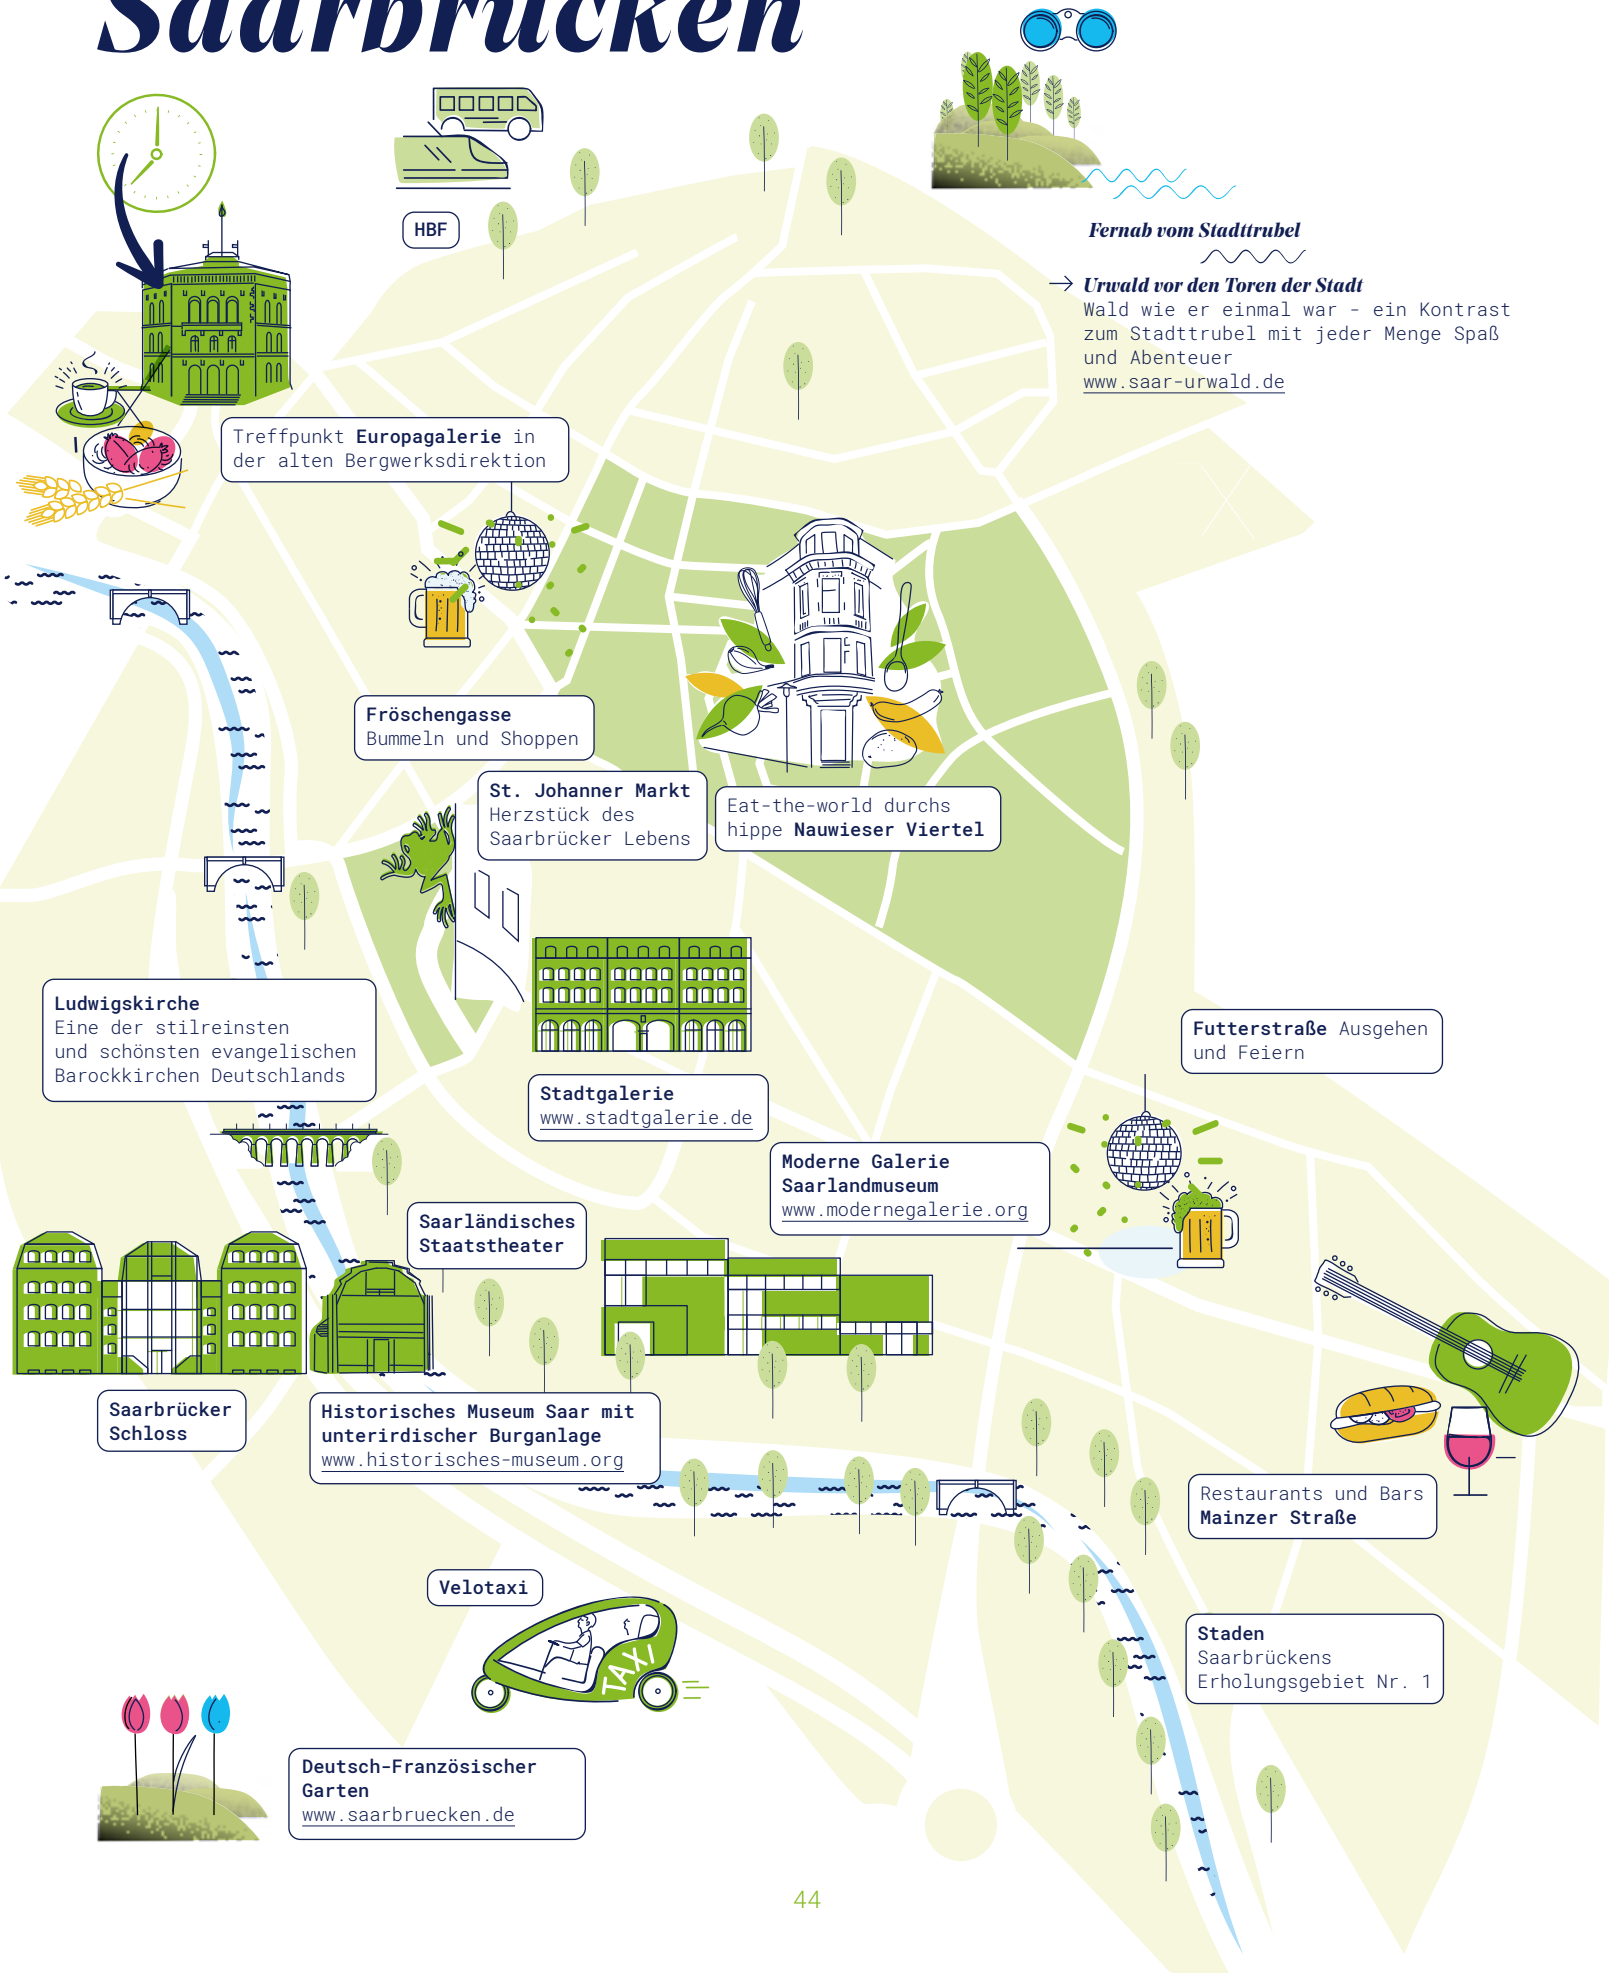 Saarbrücken
HBF
Fernab vom Stadttrubel
Urwald vor den Toren der Stadt
Wald wie er einmal war - ein Kontrast
zum Stadttrubel mit jeder Menge Spaß
und Abenteuer
www.saar-urwald.de
Treffpunkt Europagalerie in
der alten Bergwerksdirektion
Fröschengasse
Bummeln und Shoppen
St. Johanner Markt
Herzstück des
Saarbrücker Lebens
Eat-the-world durchs
hippe Nauwieser Viertel
Ludwigskirche
Eine der stilreinsten
und schönsten evangelischen
Barockkirchen Deutschlands
Futterstraße Ausgehen
und Feiern
Stadtgalerie
www.stadtgalerie.de
Moderne Galerie
Saarlandmuseum
www.modernegalerie.org
Saarländisches
Staatstheater
Saarbrücker
Schloss
Historisches Museum Saar mit
unterirdischer Burganlage
www.historisches-museum.org
Restaurants und Bars
Mainzer Straße
Velotaxi
TAXI
Staden
Saarbrückens
Erholungsgebiet Nr. 1
Deutsch-Französischer
Garten
www.saarbruecken.de
44